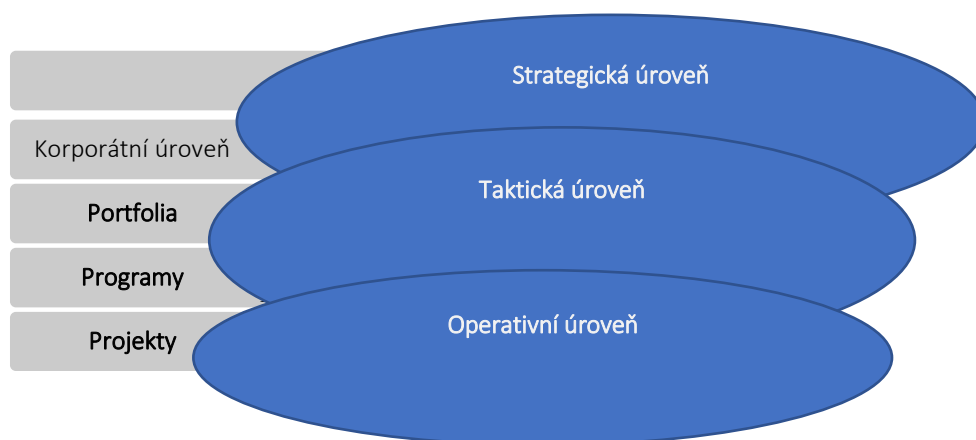 Strategická úroveň
Korporátní úroveň
Taktická úroveň
Portfolia
Programy
Operativní úroveň
Projekty